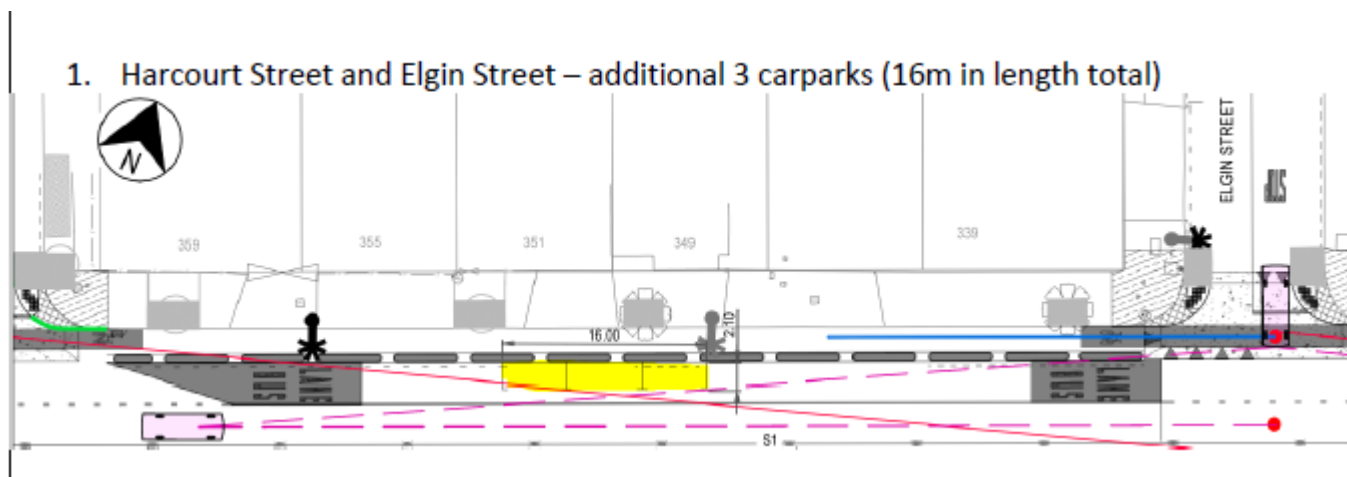 1. Harcourt Street and Elgin Street – additional 3 carparks (16m in length total)
N
ELGIN STREET
BUS
359
355
351
349
339
16.00
2.10
BUS
LANE
BUS
LANE
S1